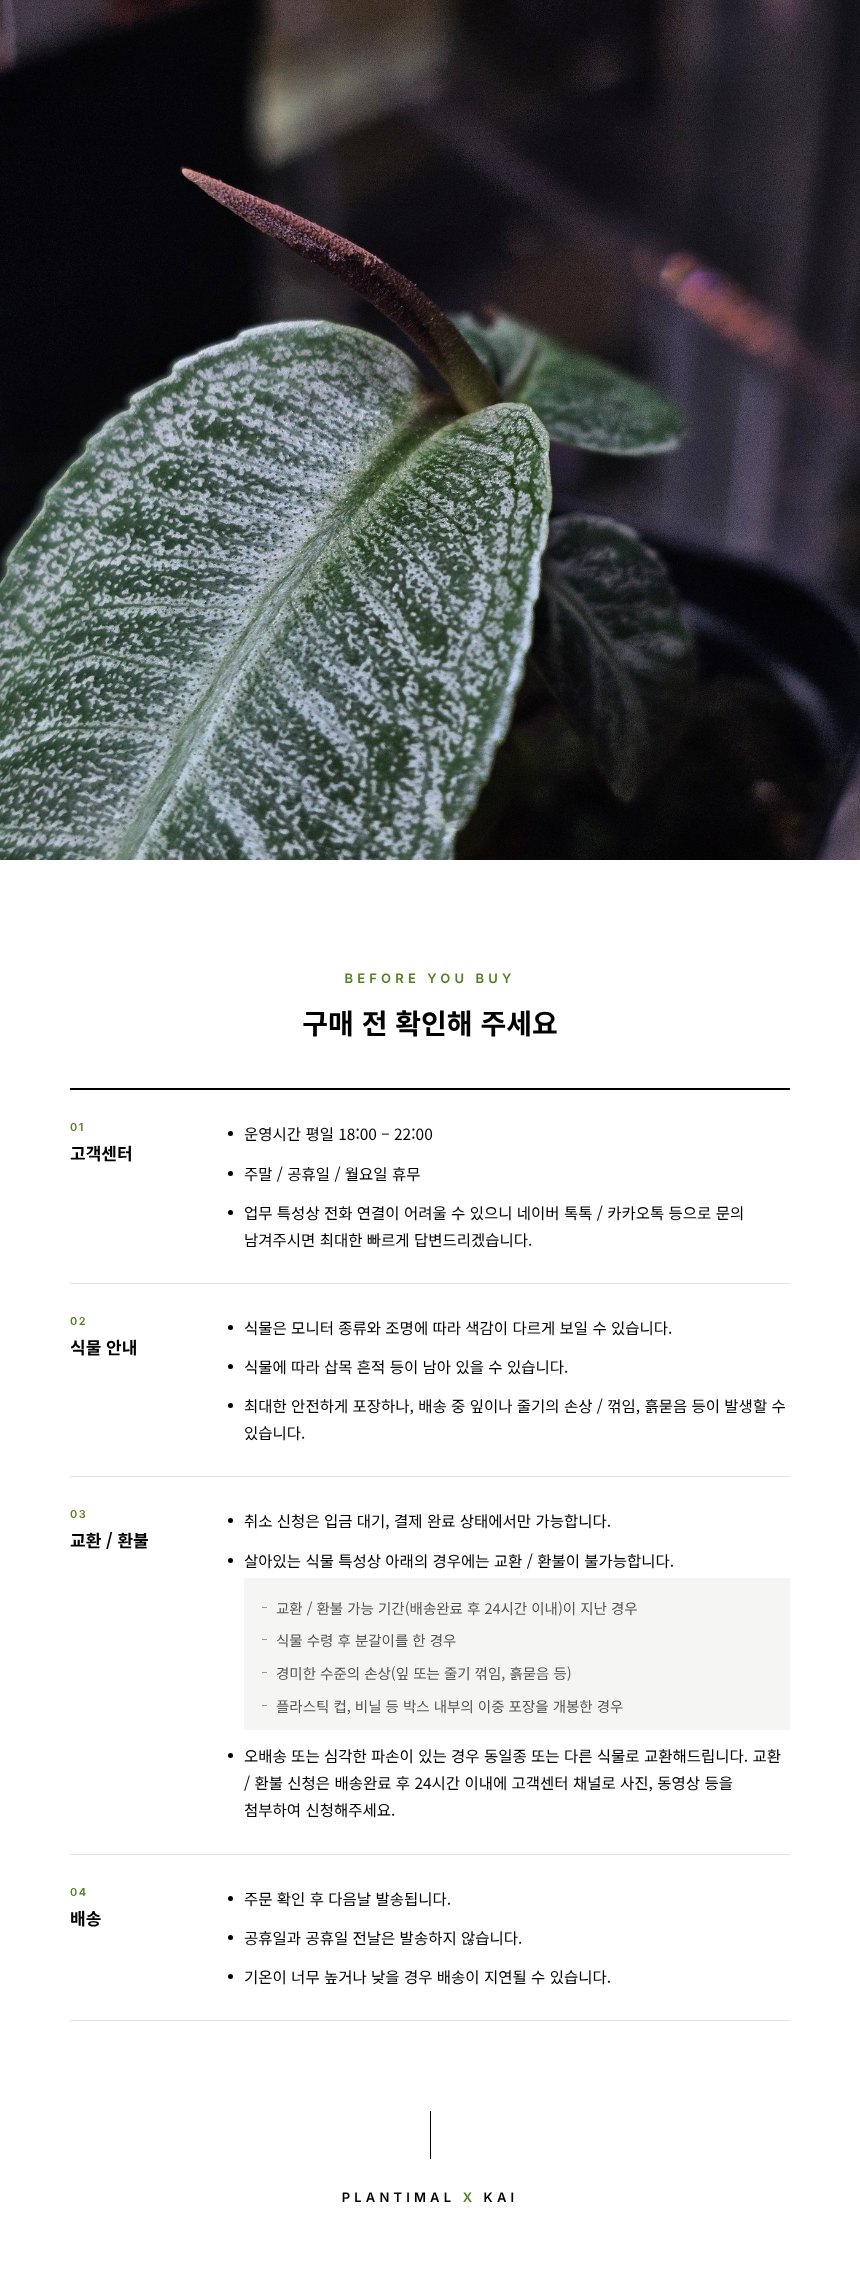 BEFORE YOU BUY
구매 전 확인해 주세요
01
고객센터
• 운영시간 평일 18:00 – 22:00
• 주말 / 공휴일 / 월요일 휴무
• 업무 특성상 전화 연결이 어려울 수 있으니 네이버 톡톡 / 카카오톡 등으로 문의
남겨주시면 최대한 빠르게 답변드리겠습니다.
02
식물 안내
• 식물은 모니터 종류와 조명에 따라 색감이 다르게 보일 수 있습니다.
• 식물에 따라 삽목 흔적 등이 남아 있을 수 있습니다.
• 최대한 안전하게 포장하나, 배송 중 잎이나 줄기의 손상 / 꺾임, 흙묻음 등이 발생할 수
있습니다.
03
교환 / 환불
• 취소 신청은 입금 대기, 결제 완료 상태에서만 가능합니다.
• 살아있는 식물 특성상 아래의 경우에는 교환 / 환불이 불가능합니다.
– 교환 / 환불 가능 기간(배송완료 후 24시간 이내)이 지난 경우
– 식물 수령 후 분갈이를 한 경우
– 경미한 수준의 손상(잎 또는 줄기 꺾임, 흙묻음 등)
– 플라스틱 컵, 비닐 등 박스 내부의 이중 포장을 개봉한 경우
• 오배송 또는 심각한 파손이 있는 경우 동일종 또는 다른 식물로 교환해드립니다. 교환
/ 환불 신청은 배송완료 후 24시간 이내에 고객센터 채널로 사진, 동영상 등을
첨부하여 신청해주세요.
04
배송
• 주문 확인 후 다음날 발송됩니다.
• 공휴일과 공휴일 전날은 발송하지 않습니다.
• 기온이 너무 높거나 낮을 경우 배송이 지연될 수 있습니다.
PLANTIMAL X KAI